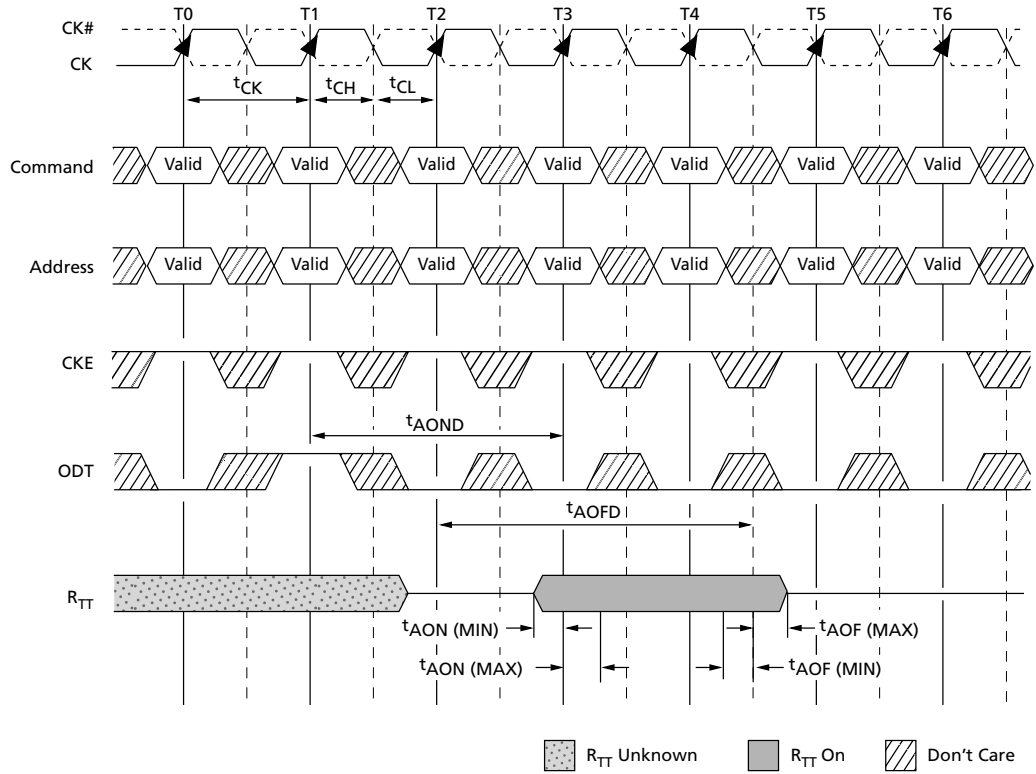 T0 T1 T2 T3 T4 T5 T6
CK#
CK
tCK tCH tCL
Command Valid Valid Valid Valid Valid Valid Valid
Address Valid Valid Valid Valid Valid Valid Valid
CKE
tAOND
ODT
tAOFD
RTT
tAON (MIN) tAOF (MAX)
tAON (MAX) tAOF (MIN)
RTT Unknown RTT On Don't Care